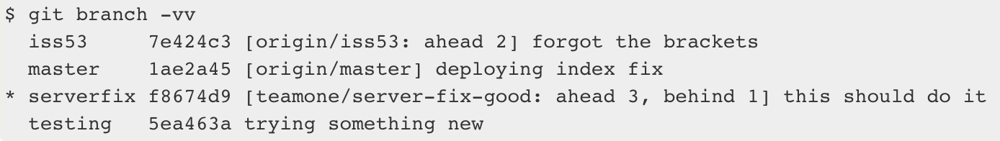 $ git branch -vv
  iss53     7e424c3 [origin/iss53: ahead 2] forgot the brackets
  master    1ae2a45 [origin/master] deploying index fix
* serverfix f8674d9 [teamone/server-fix-good: ahead 3, behind 1] this should do it
  testing   5ea463a trying something new